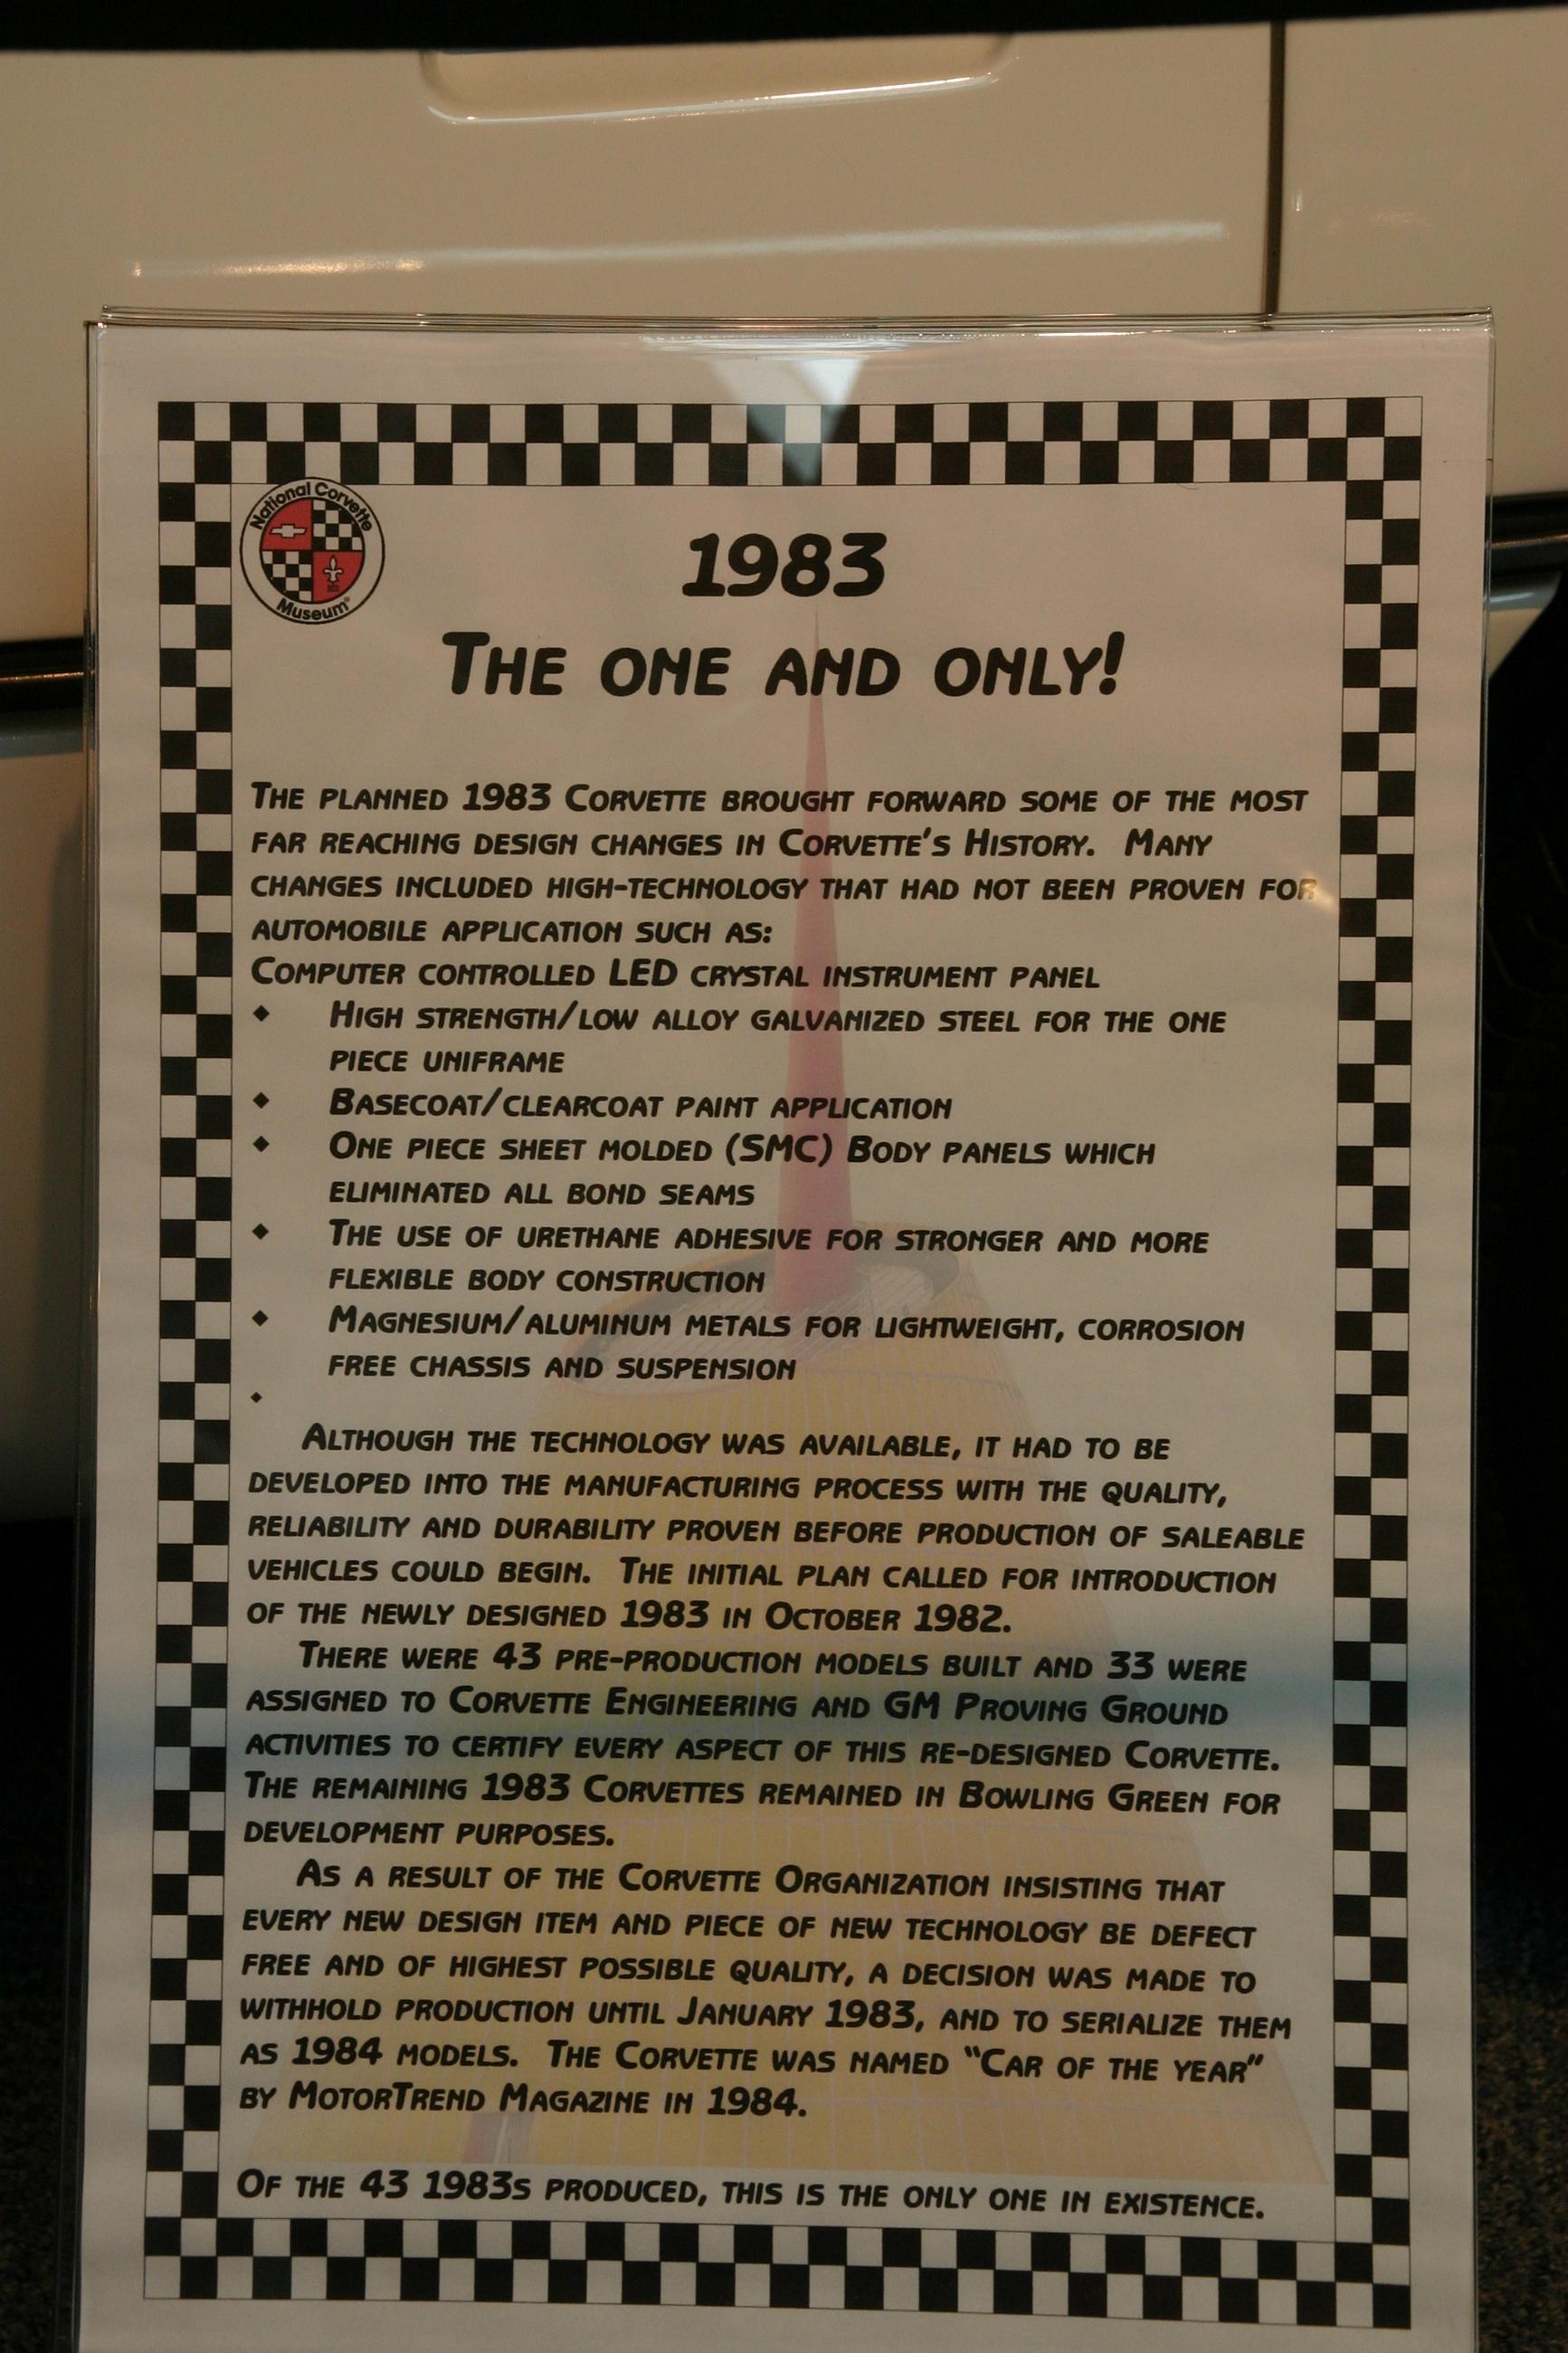 National Corvette
Museum
1983
The one and only!
The planned 1983 Corvette brought forward some of the most
far reaching design changes in Corvette's History. Many
changes included high-technology that had not been proven for
automobile application such as:
Computer controlled LED crystal instrument panel
◆ High strength/low alloy galvanized steel for the one
piece uniframe
◆ Basecoat/clearcoat paint application
◆ One piece sheet molded (SMC) Body panels which
eliminated all bond seams
◆ The use of urethane adhesive for stronger and more
flexible body construction
◆ Magnesium/aluminum metals for lightweight, corrosion
free chassis and suspension
◆
Although the technology was available, it had to be
developed into the manufacturing process with the quality,
reliability and durability proven before production of saleable
vehicles could begin. The initial plan called for introduction
of the newly designed 1983 in October 1982.
There were 43 pre-production models built and 33 were
assigned to Corvette Engineering and GM Proving Ground
activities to certify every aspect of this re-designed Corvette.
The remaining 1983 Corvettes remained in Bowling Green for
development purposes.
As a result of the Corvette Organization insisting that
every new design item and piece of new technology be defect
free and of highest possible quality, a decision was made to
withhold production until January 1983, and to serialize them
as 1984 models. The Corvette was named "Car of the year"
by MotorTrend Magazine in 1984.
Of the 43 1983s produced, this is the only one in existence.